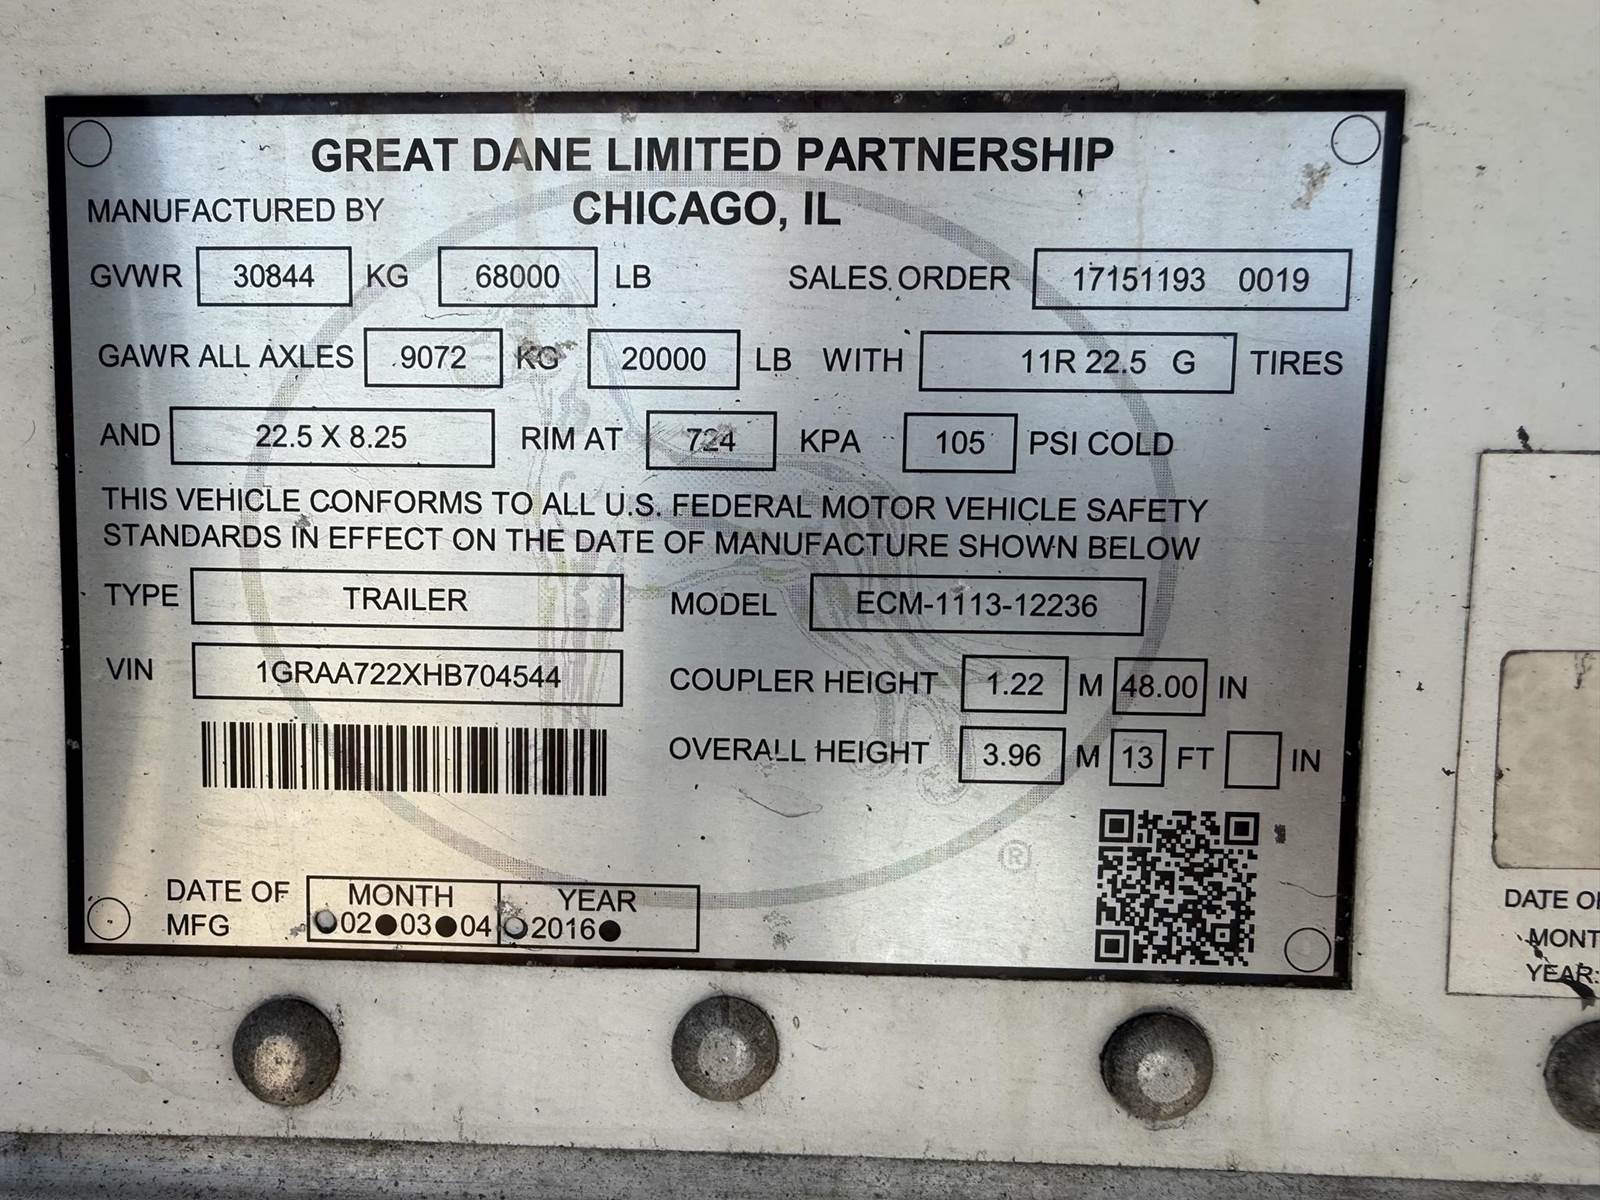 GREAT DANE LIMITED PARTNERSHIP
MANUFACTURED BY CHICAGO, IL
GVWR 30844 KG 68000 LB SALES ORDER 17151193 0019
GAWR ALL AXLES 9072 KG 20000 LB WITH 11R 22.5 G TIRES
AND 22.5 X 8.25 RIM AT 724 KPA 105 PSI COLD
THIS VEHICLE CONFORMS TO ALL U.S. FEDERAL MOTOR VEHICLE SAFETY
STANDARDS IN EFFECT ON THE DATE OF MANUFACTURE SHOWN BELOW
TYPE TRAILER MODEL ECM-1113-12236
VIN 1GRAA722XHB704544 COUPLER HEIGHT 1.22 M 48.00 IN
OVERALL HEIGHT 3.96 M 13 FT IN
®
DATE OF MFG MONTH YEAR
02 03 04 2016
DATE O
MONT
YEAR: